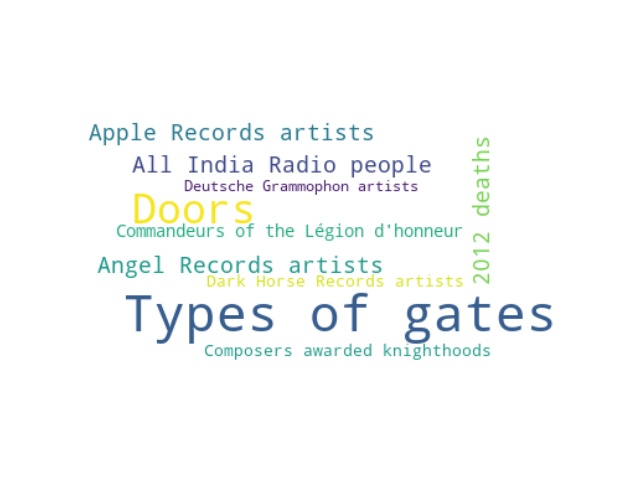 Apple Records artists
All India Radio people
Deutsche Grammophon artists
Doors
Commandeurs of the Légion d'honneur
2012 deaths
Angel Records artists
Dark Horse Records artists
Types of gates
Composers awarded knighthoods